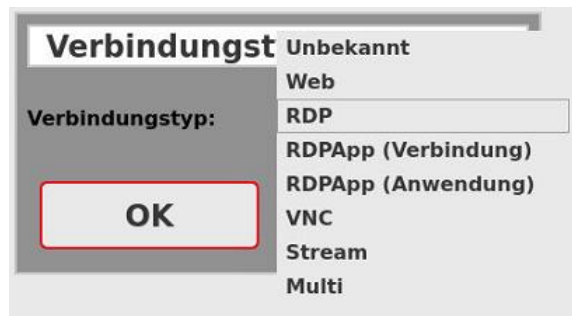 Verbindungst
Unbekannt
Web
Verbindungstyp:
RDP
RDPApp (Verbindung)
RDPApp (Anwendung)
OK
VNC
Stream
Multi